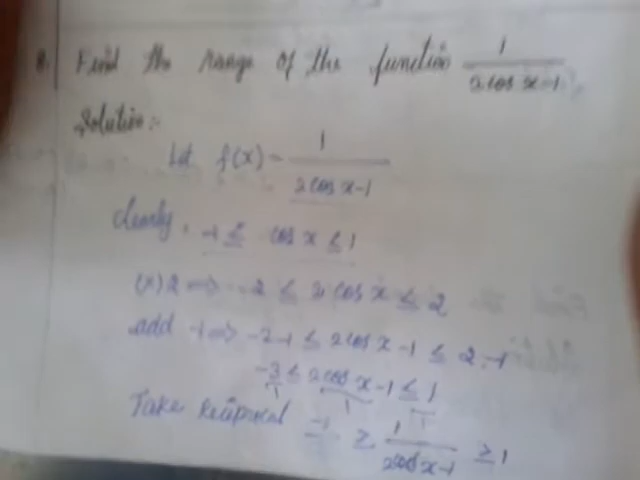 8. Find the range of the function 1/(2cos x-1).
Solution:-
Let f(x) = 1/(2cos x-1)
Clearly, -1 ≤ cos x ≤ 1
(x) 2 => -2 ≤ 2cos x ≤ 2
add -1 => -2-1 ≤ 2cos x -1 ≤ 2-1
-3/1 ≤ (2cos x-1)/1 ≤ 1/1
Take reciprocal -1 ≥ 1/(2cos x-1) ≥ 1